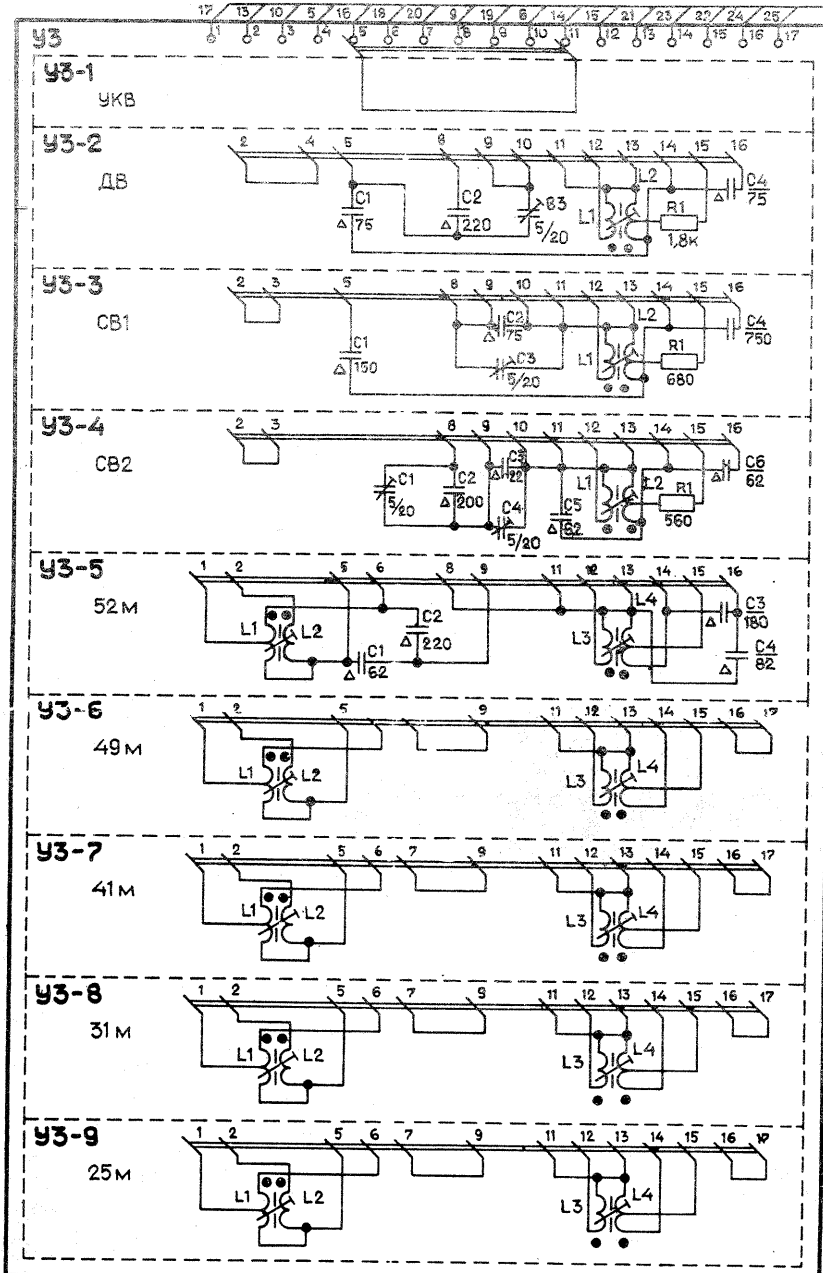 17 13 10 5 16 18 20 9 19 6 14 15 21 23 22 24 25
1 2 3 4 5 6 7 8 9 10 11 12 13 14 15 16 17
У3
У3-1
УКВ
У3-2
ДВ
2 4 5 8 9 10 11 12 13 14 15 16
C1 75
C2 220
C3 5/20
L1 L2
R1 1,8к
C4 75
У3-3
СВ1
2 3 5 8 9 10 11 12 13 14 15 16
C1 150
C2 75
C3 5/20
L1 L2
R1 680
C4 750
У3-4
СВ2
2 3 8 9 10 11 12 13 14 15 16
C1 5/20
C2 200
C3 22
C4 5/20
C5 62
L1 L2
R1 560
C6 62
У3-5
52м
1 2 5 6 8 9 11 12 13 14 15 16
L1 L2
C1 62
C2 220
L3 L4
C3 180
C4 82
У3-6
49м
1 2 5 9 11 12 13 14 15 16 17
L1 L2
L3 L4
У3-7
41м
1 2 5 6 7 9 11 12 13 14 15 16 17
L1 L2
L3 L4
У3-8
31м
1 2 5 6 7 9 11 12 13 14 15 16 17
L1 L2
L3 L4
У3-9
25м
1 2 5 6 7 9 11 12 13 14 15 16 17
L1 L2
L3 L4